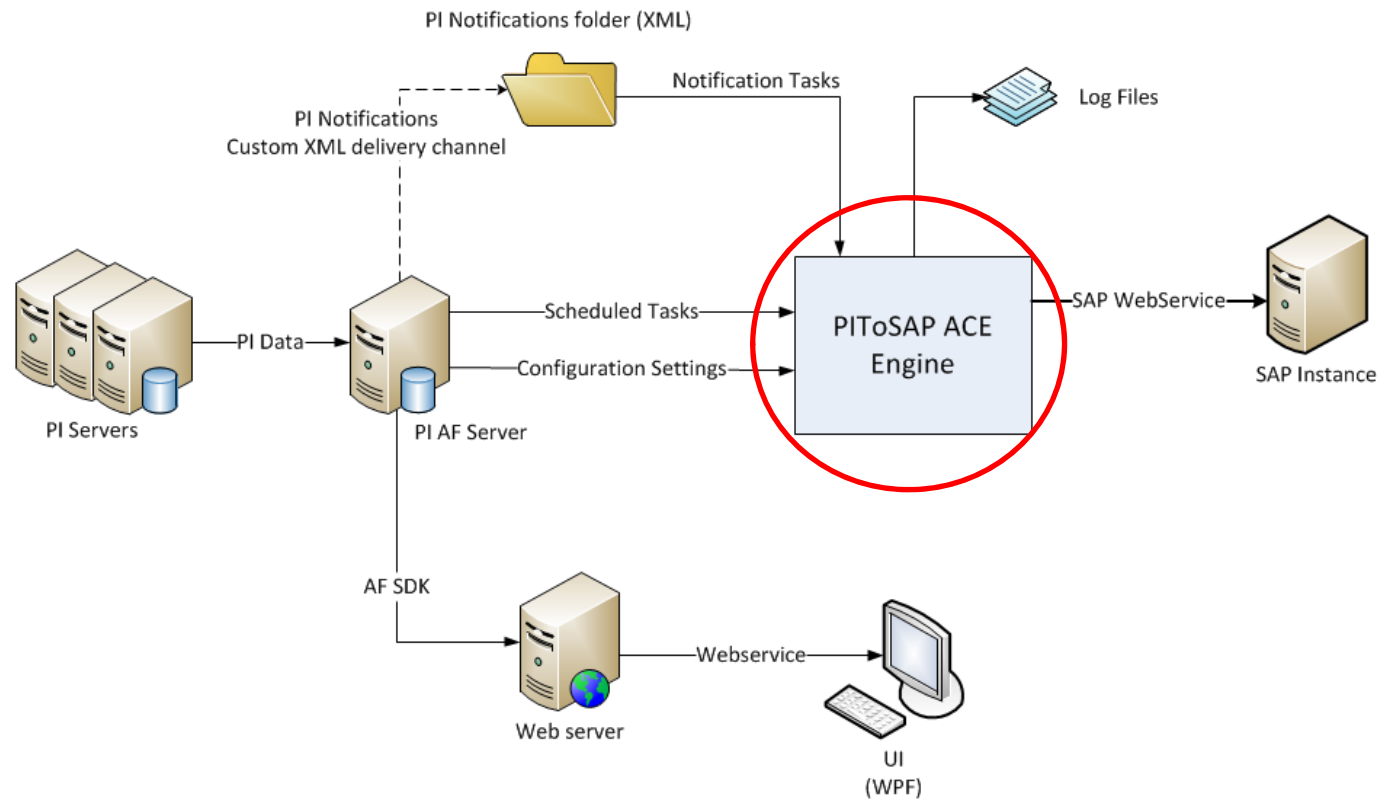 PI Notifications folder (XML)
Notification Tasks
Log Files
PI Notifications
Custom XML delivery channel
Scheduled Tasks
PIToSAP ACE
Engine
SAP WebService
PI Data
Configuration Settings
SAP Instance
PI Servers
PI AF Server
AF SDK
Webservice
Web server
UI
(WPF)